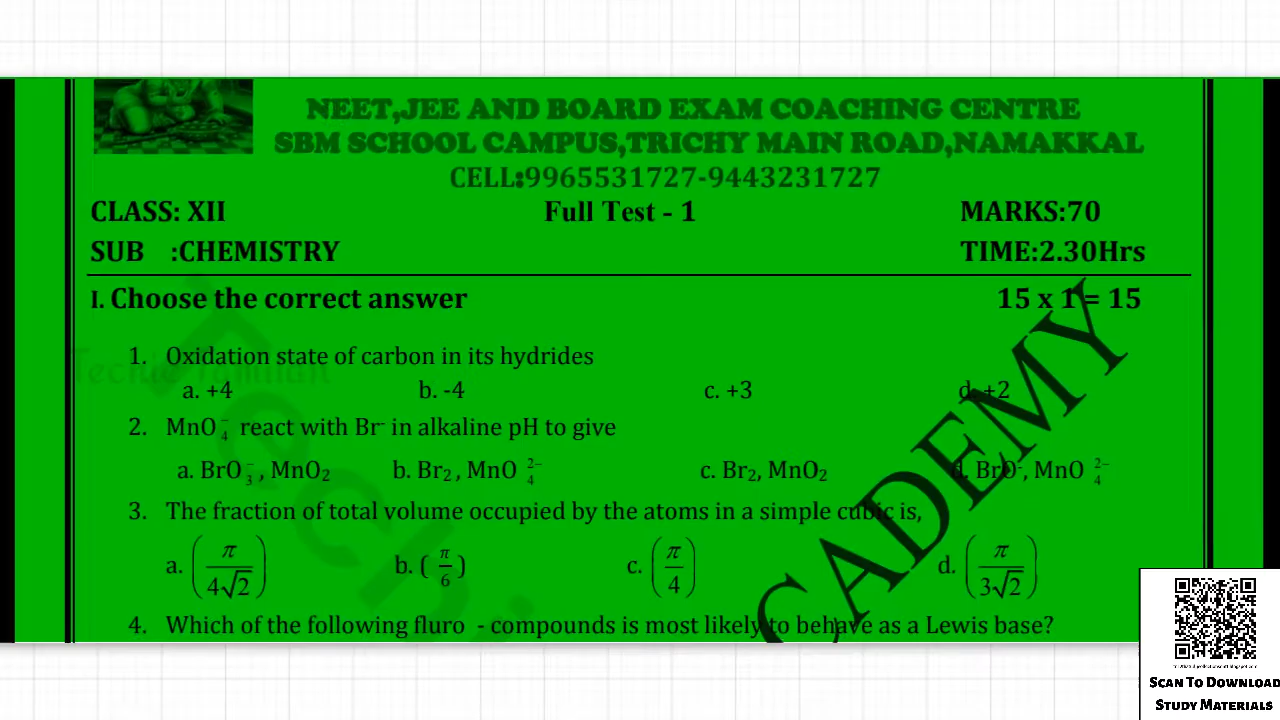 NEET,JEE AND BOARD EXAM COACHING CENTRE
SBM SCHOOL CAMPUS,TRICHY MAIN ROAD,NAMAKKAL
CELL:9965531727-9443231727
CLASS: XII Full Test - 1 MARKS:70
SUB :CHEMISTRY TIME:2.30Hrs
I. Choose the correct answer 15 x 1 = 15
1. Oxidation state of carbon in its hydrides
a. +4 b. -4 c. +3 d. +2
2. MnO₄⁻ react with Br⁻ in alkaline pH to give
a. BrO₃⁻, MnO₂ b. Br₂, MnO₄²⁻ c. Br₂, MnO₂ d. BrO⁻, MnO₄²⁻
3. The fraction of total volume occupied by the atoms in a simple cubic is,
a. (π/4√2) b. (π/6) c. (π/4) d. (π/3√2)
4. Which of the following fluro - compounds is most likely to behave as a Lewis base?
CADEMY
Techie Tamilan
Techi
SCAN TO DOWNLOAD
STUDY MATERIALS